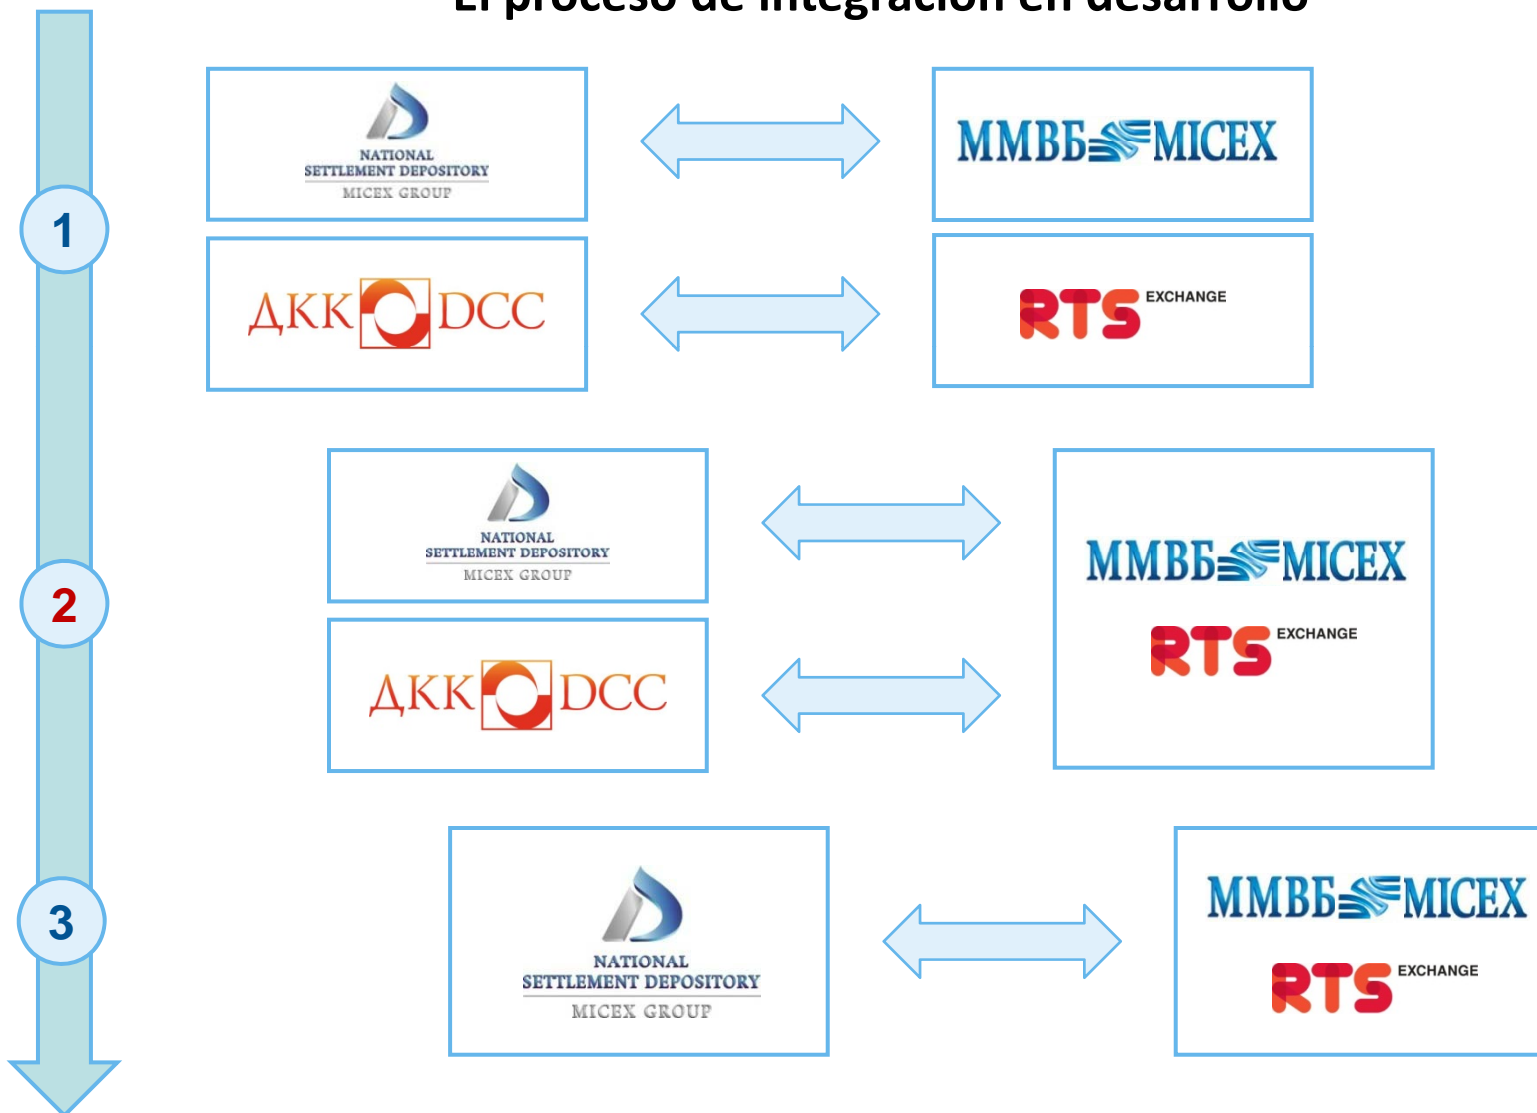 El proceso de integración en desarrollo
1
NATIONAL
SETTLEMENT DEPOSITORY
MICEX GROUP
ММВБ MICEX
ДКК DCC
RTS EXCHANGE
2
NATIONAL
SETTLEMENT DEPOSITORY
MICEX GROUP
ДКК DCC
ММВБ MICEX
RTS EXCHANGE
3
NATIONAL
SETTLEMENT DEPOSITORY
MICEX GROUP
ММВБ MICEX
RTS EXCHANGE